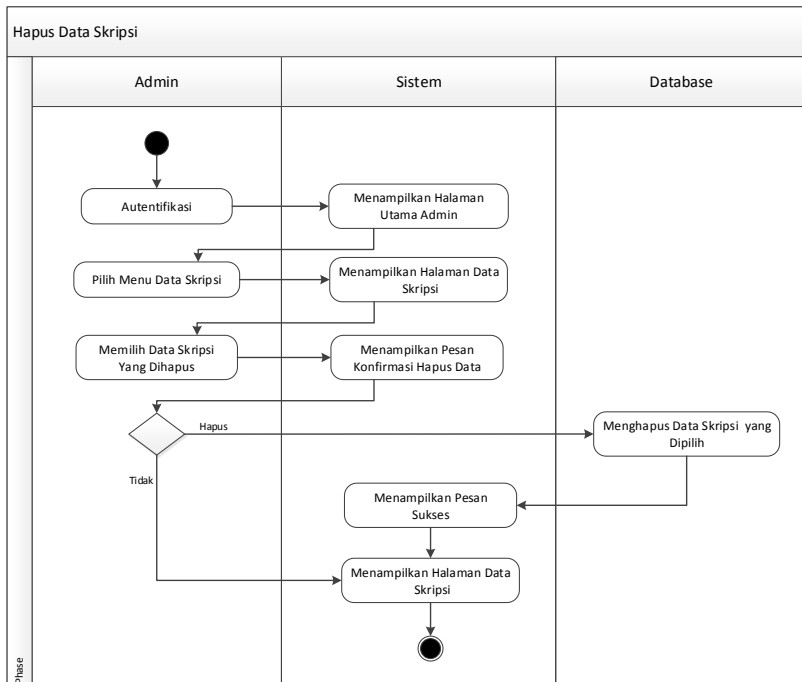 Hapus Data Skripsi
Admin
Sistem
Database
Autentifikasi
Menampilkan Halaman
Utama Admin
Pilih Menu Data Skripsi
Menampilkan Halaman Data
Skripsi
Memilih Data Skripsi
Yang Dihapus
Menampilkan Pesan
Konfirmasi Hapus Data
Hapus
Menghapus Data Skripsi yang
Dipilih
Tidak
Menampilkan Pesan
Sukses
Menampilkan Halaman Data
Skripsi
Phase